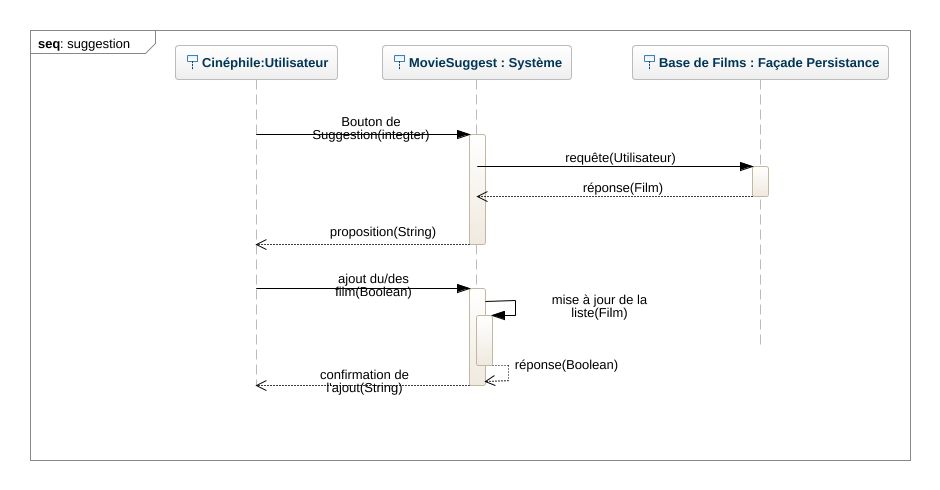 seq: suggestion
Cinéphile:Utilisateur
MovieSuggest : Système
Base de Films : Façade Persistance
Bouton de
Suggestion(integter)
requête(Utilisateur)
réponse(Film)
proposition(String)
ajout du/des
film(Boolean)
mise à jour de la
liste(Film)
réponse(Boolean)
confirmation de
l'ajout(String)